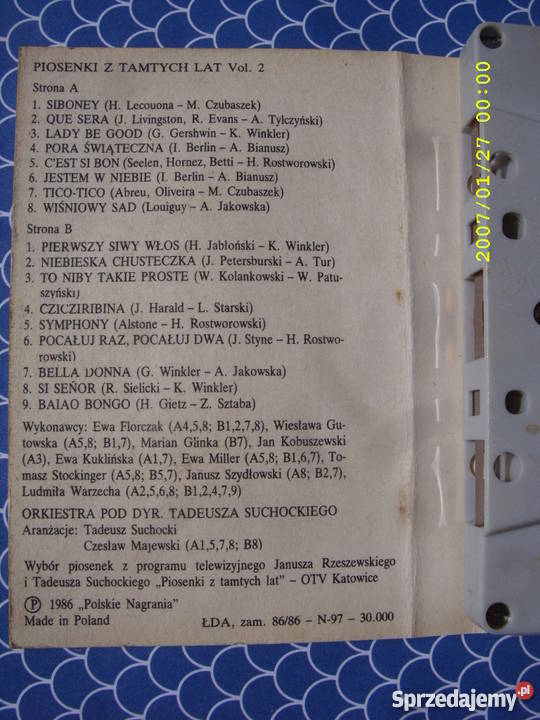 PIOSENKI Z TAMTYCH LAT Vol. 2
Strona A
1. SIBONEY (H. Lecouona – M. Czubaszek)
2. QUE SERA (J. Livingston, R. Evans – A. Tylczyński)
3. LADY BE GOOD (G. Gershwin – K. Winkler)
4. PORA ŚWIĄTECZNA (I. Berlin – A. Bianusz)
5. C'EST SI BON (Seelen, Hornez, Betti – H. Rostworowski)
6. JESTEM W NIEBIE (I. Berlin – A. Bianusz)
7. TICO-TICO (Abreu, Oliveira – M. Czubaszek)
8. WIŚNIOWY SAD (Louiguy – A. Jakowska)
Strona B
1. PIERWSZY SIWY WŁOS (H. Jabłoński – K. Winkler)
2. NIEBIESKA CHUSTECZKA (J. Petersburski – A. Tur)
3. TO NIBY TAKIE PROSTE (W. Kolankowski – W. Patu-
szyński)
4. CZICZIRIBINA (J. Harald – L. Starski)
5. SYMPHONY (Alstone – H. Rostworowski)
6. POCAŁUJ RAZ, POCAŁUJ DWA (J. Styne – H. Rostwo-
rowski)
7. BELLA DONNA (G. Winkler – A. Jakowska)
8. SI SEÑOR (R. Sielicki – K. Winkler)
9. BAIAO BONGO (H. Gietz – Z. Sztaba)
Wykonawcy: Ewa Florczak (A4,5,8; B1,2,7,8), Wiesława Gu-
towska (A5,8; B1,7), Marian Glinka (B7), Jan Kobuszewski
(A3), Ewa Kuklińska (A1,7), Ewa Miller (A5,8; B1,6,7), To-
masz Stockinger (A5,8; B5,7), Janusz Szydłowski (A8; B2,7),
Ludmiła Warzecha (A2,5,6,8; B1,2,4,7,9)
ORKIESTRA POD DYR. TADEUSZA SUCHOCKIEGO
Aranżacje: Tadeusz Suchocki
Czesław Majewski (A1,5,7,8; B8)
Wybór piosenek z programu telewizyjnego Janusza Rzeszewskiego
i Tadeusza Suchockiego „Piosenki z tamtych lat" – OTV Katowice
Ⓟ 1986 „Polskie Nagrania"
Made in Poland ŁDA, zam. 86/86 – N-97 – 30.000
2007/01/27 00:00
Sprzedajemy.pl